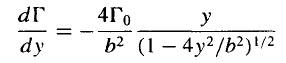 dΓ/dy = − 4Γ₀/b² y/(1 − 4y²/b²)^{1/2}